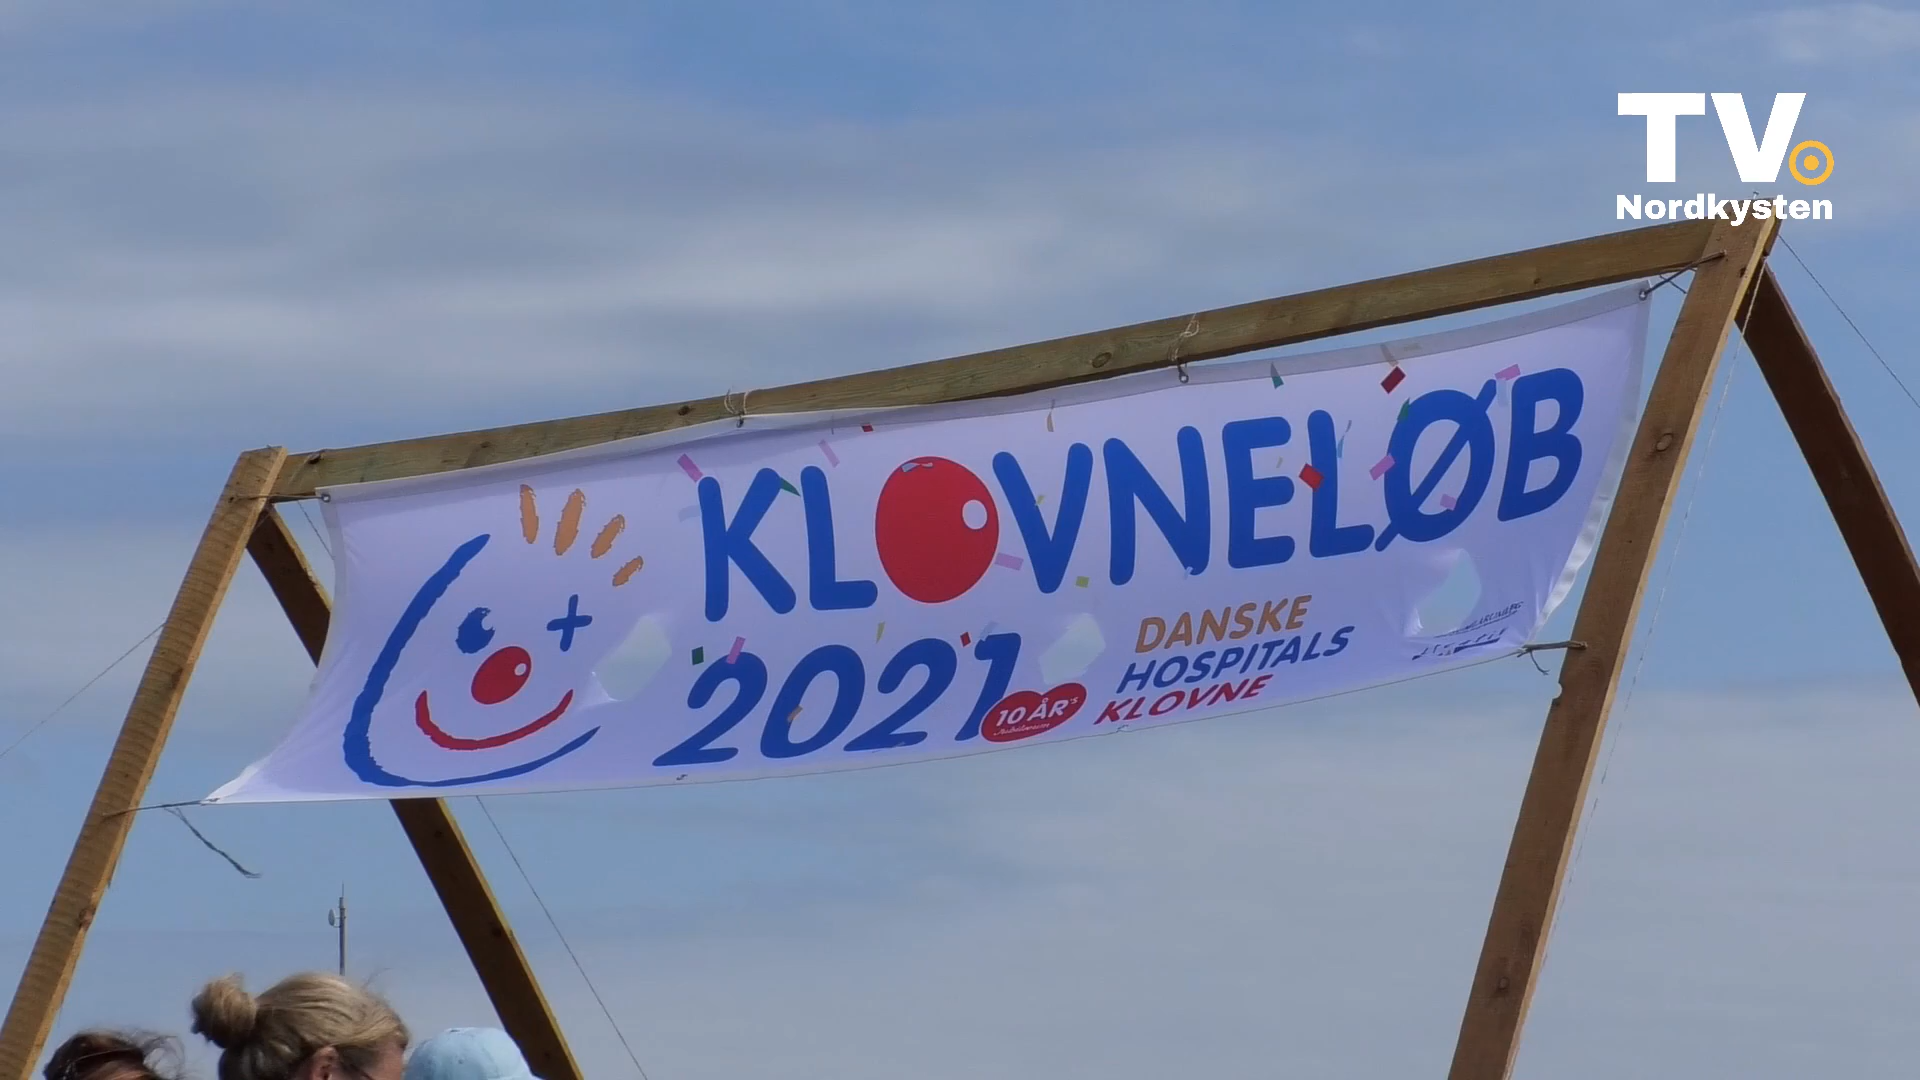 TV
Nordkysten
KLOVNELØB
2021
10 ÅR'S
DANSKE
HOSPITALS
KLOVNE